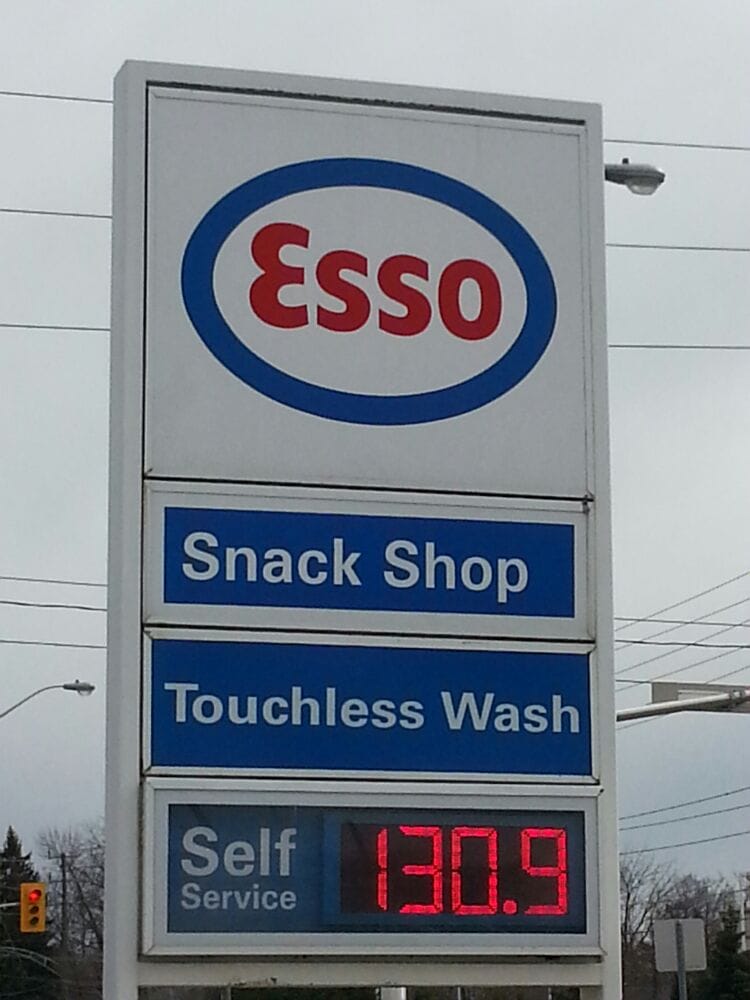 Esso
Snack Shop
Touchless Wash
Self
Service
130.9